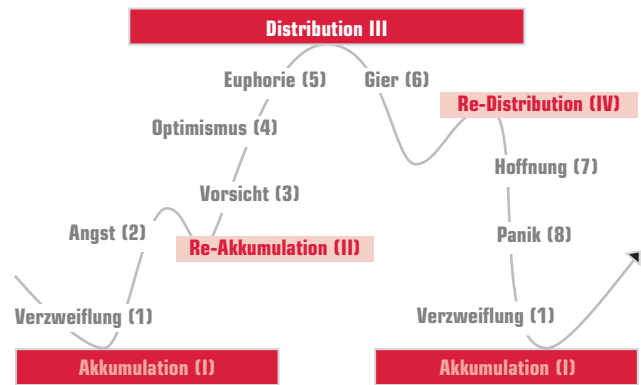 Distribution III
Euphorie (5)
Gier (6)
Re-Distribution (IV)
Optimismus (4)
Hoffnung (7)
Vorsicht (3)
Angst (2)
Panik (8)
Re-Akkumulation (II)
Verzweiflung (1)
Verzweiflung (1)
Akkumulation (I)
Akkumulation (I)